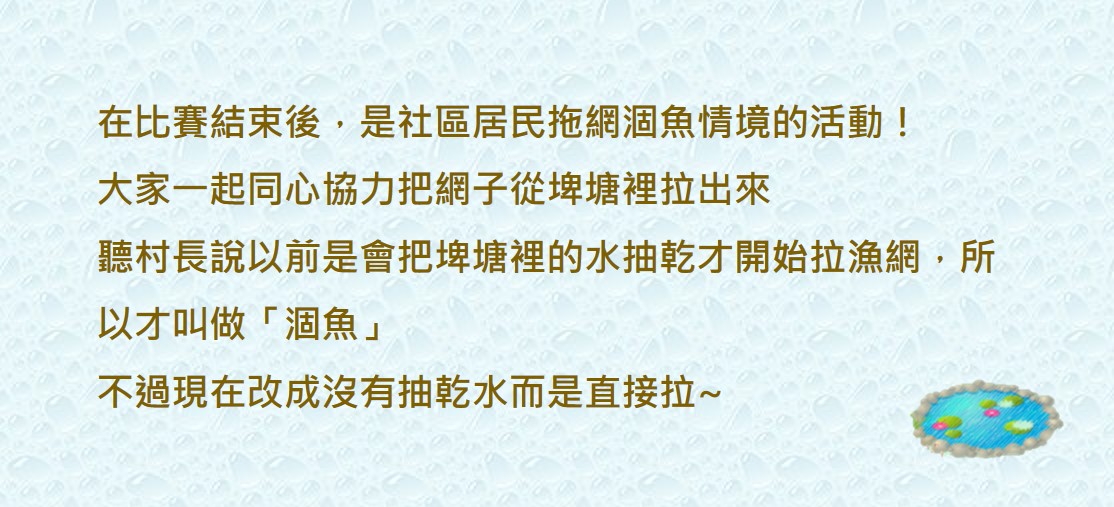 在比賽結束後，是社區居民拖網涸魚情境的活動！
大家一起同心協力把網子從埤塘裡拉出來
聽村長說以前是會把埤塘裡的水抽乾才開始拉漁網，所
以才叫做「涸魚」
不過現在改成沒有抽乾水而是直接拉~